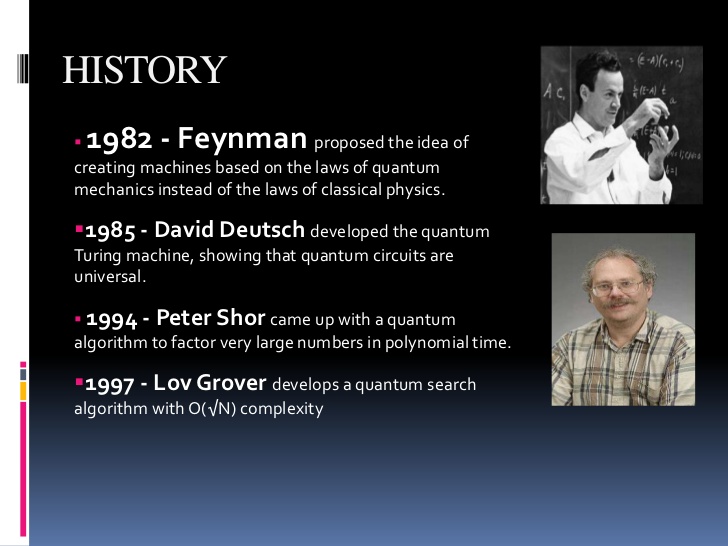 HISTORY
▪ 1982 - Feynman proposed the idea of
creating machines based on the laws of quantum
mechanics instead of the laws of classical physics.
▪1985 - David Deutsch developed the quantum
Turing machine, showing that quantum circuits are
universal.
▪ 1994 - Peter Shor came up with a quantum
algorithm to factor very large numbers in polynomial time.
▪1997 - Lov Grover develops a quantum search
algorithm with O(√N) complexity